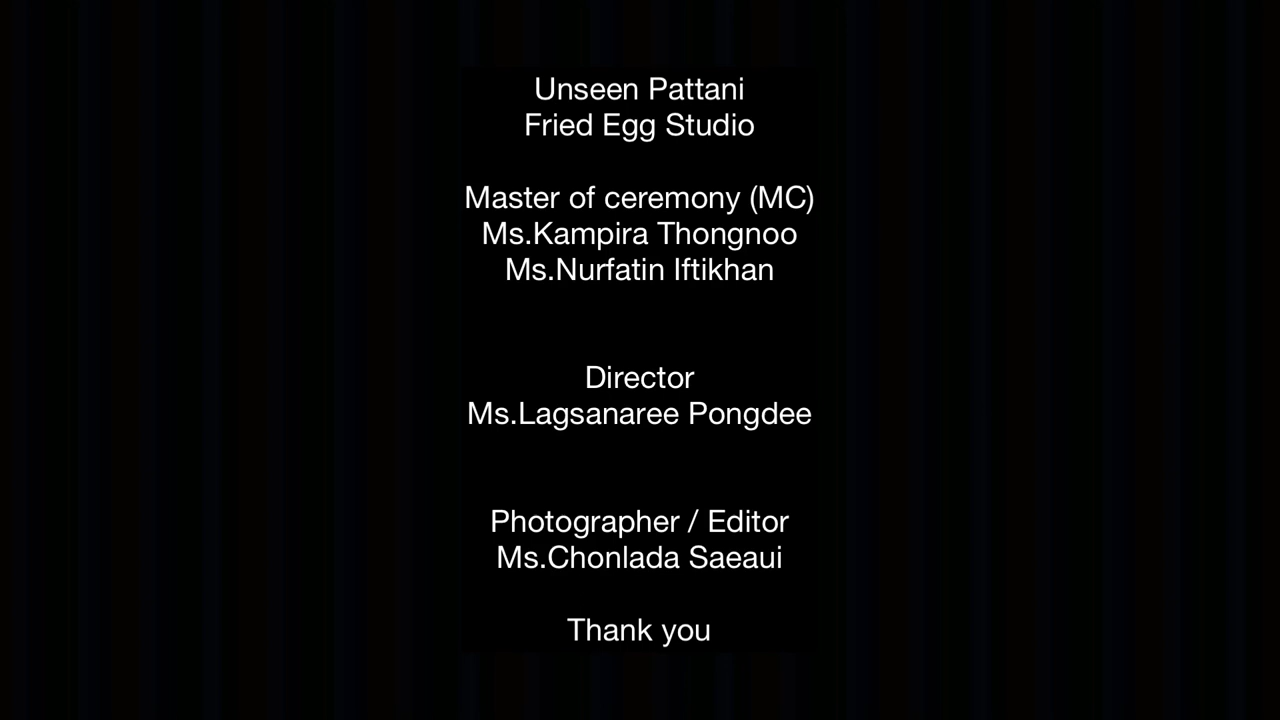 Unseen Pattani
Fried Egg Studio
Master of ceremony (MC)
Ms.Kampira Thongnoo
Ms.Nurfatin Iftikhan
Director
Ms.Lagsanaree Pongdee
Photographer / Editor
Ms.Chonlada Saeaui
Thank you